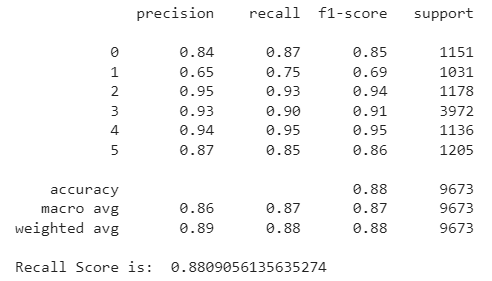 precision recall f1-score support
0 0.84 0.87 0.85 1151
1 0.65 0.75 0.69 1031
2 0.95 0.93 0.94 1178
3 0.93 0.90 0.91 3972
4 0.94 0.95 0.95 1136
5 0.87 0.85 0.86 1205
accuracy 0.88 9673
macro avg 0.86 0.87 0.87 9673
weighted avg 0.89 0.88 0.88 9673
Recall Score is: 0.8809056135635274